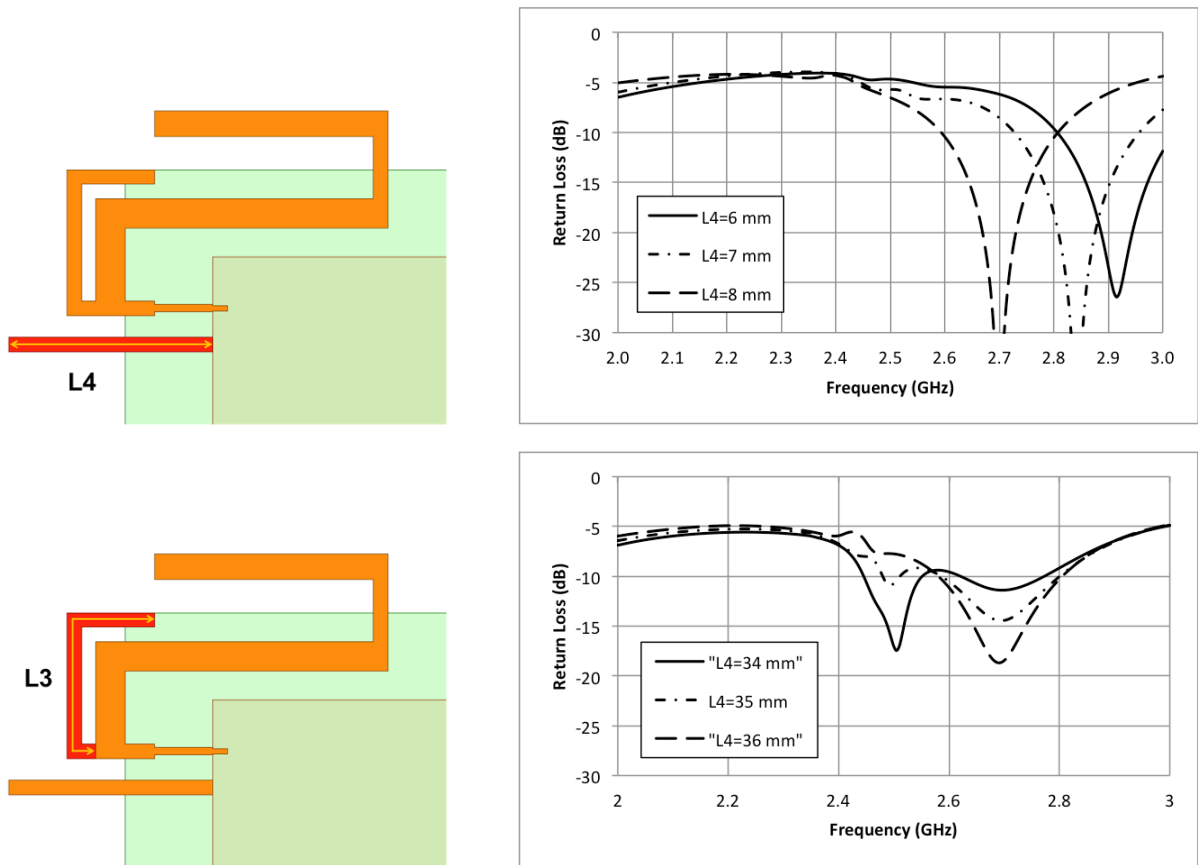 L4
0
-5
-10
-15
-20
-25
-30
Return Loss (dB)
L4=6 mm
L4=7 mm
L4=8 mm
2.0 2.1 2.2 2.3 2.4 2.5 2.6 2.7 2.8 2.9 3.0
Frequency (GHz)
L3
0
-5
-10
-15
-20
-25
-30
Return Loss (dB)
"L4=34 mm"
L4=35 mm
"L4=36 mm"
2 2.2 2.4 2.6 2.8 3
Frequency (GHz)